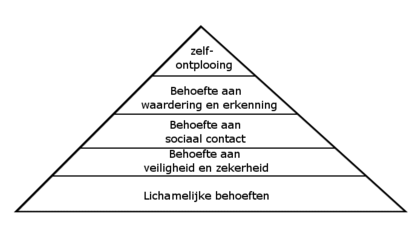 zelf-
ontplooing
Behoefte aan
waardering en erkenning
Behoefte aan
sociaal contact
Behoefte aan
veiligheid en zekerheid
Lichamelijke behoeften